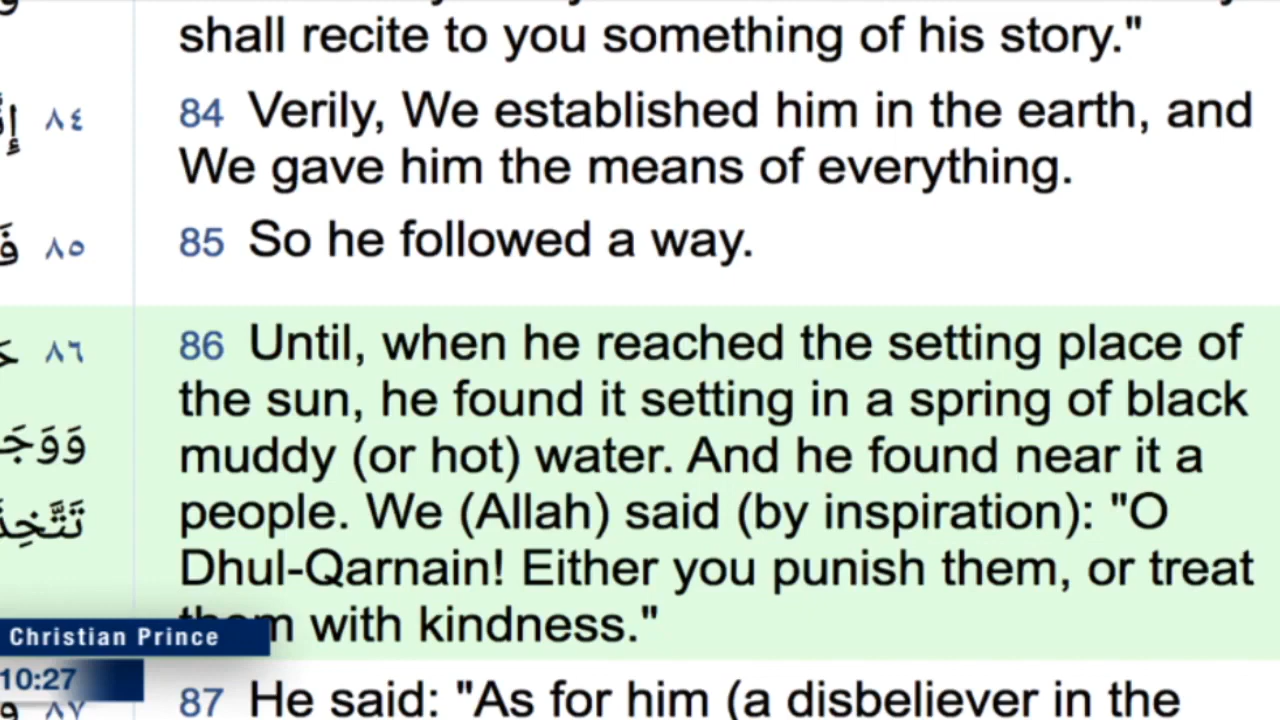 shall recite to you something of his story."
٨٤
84 Verily, We established him in the earth, and
We gave him the means of everything.
٨٥
85 So he followed a way.
٨٦
86 Until, when he reached the setting place of
the sun, he found it setting in a spring of black
muddy (or hot) water. And he found near it a
people. We (Allah) said (by inspiration): "O
Dhul-Qarnain! Either you punish them, or treat
them with kindness."
Christian Prince
10:27
٨٧
87 He said: "As for him (a disbeliever in the